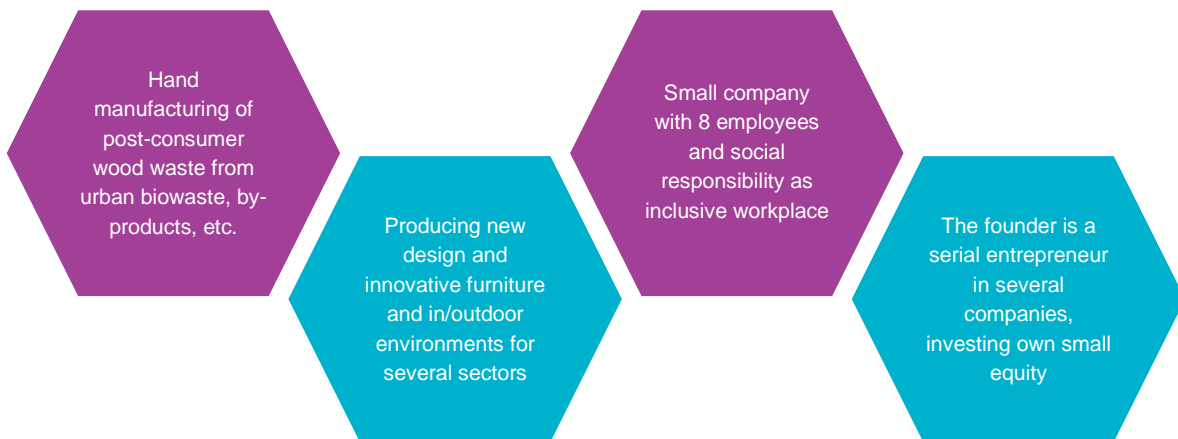 Hand
manufacturing of
post-consumer
wood waste from
urban biowaste, by-
products, etc.
Producing new
design and
innovative furniture
and in/outdoor
environments for
several sectors
Small company
with 8 employees
and social
responsibility as
inclusive workplace
The founder is a
serial entrepreneur
in several
companies,
investing own small
equity